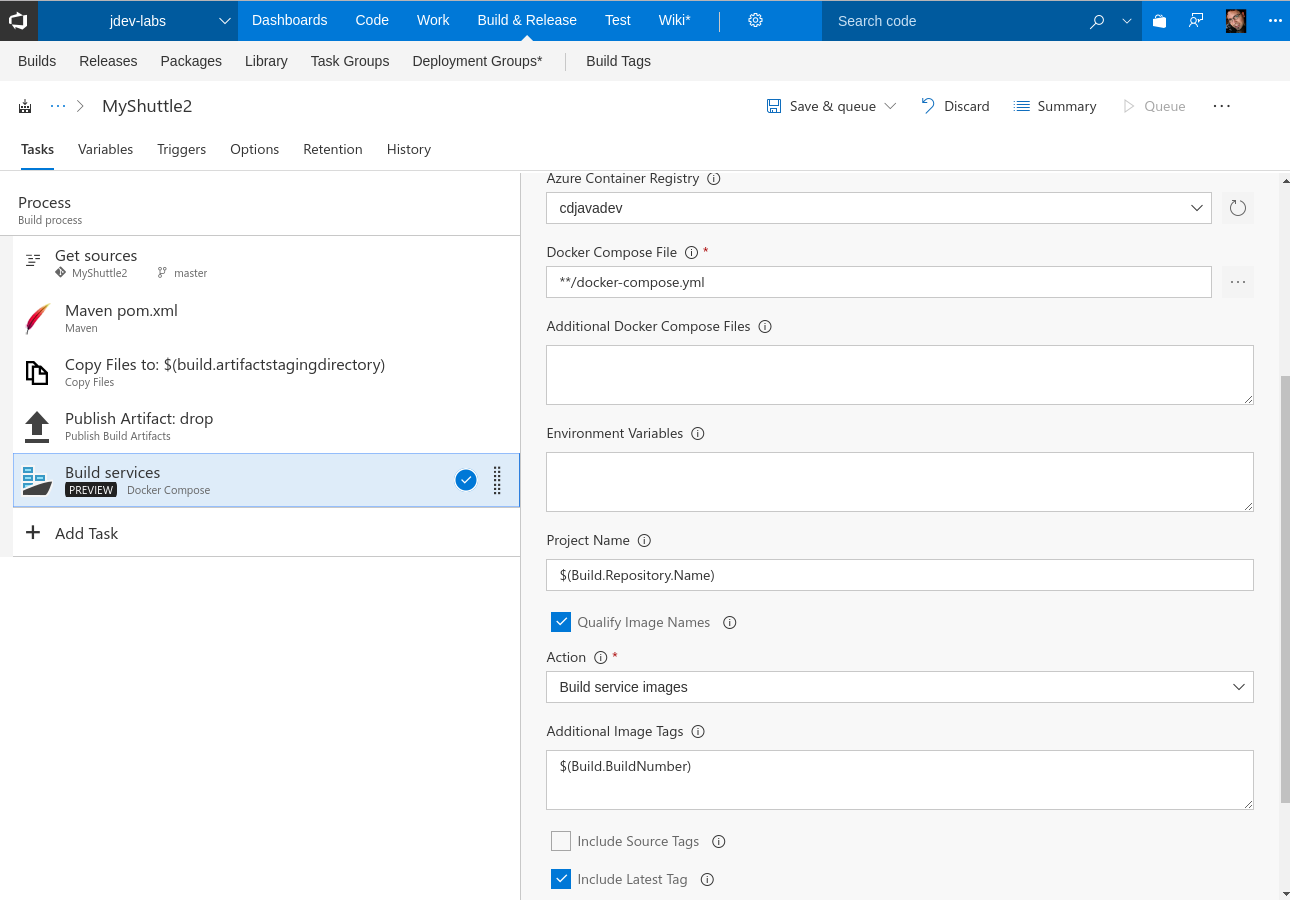 jdev-labs Dashboards Code Work Build & Release Test Wiki* Search code
Builds Releases Packages Library Task Groups Deployment Groups* Build Tags
··· MyShuttle2 Save & queue Discard Summary Queue ···
Tasks Variables Triggers Options Retention History
Process
Build process
Get sources
MyShuttle2 master
Maven pom.xml
Maven
Copy Files to: $(build.artifactstagingdirectory)
Copy Files
Publish Artifact: drop
Publish Build Artifacts
Build services
PREVIEW Docker Compose
+ Add Task
Azure Container Registry
cdjavadev
Docker Compose File *
**/docker-compose.yml
Additional Docker Compose Files
Environment Variables
Project Name
$(Build.Repository.Name)
Qualify Image Names
Action *
Build service images
Additional Image Tags
$(Build.BuildNumber)
Include Source Tags
Include Latest Tag